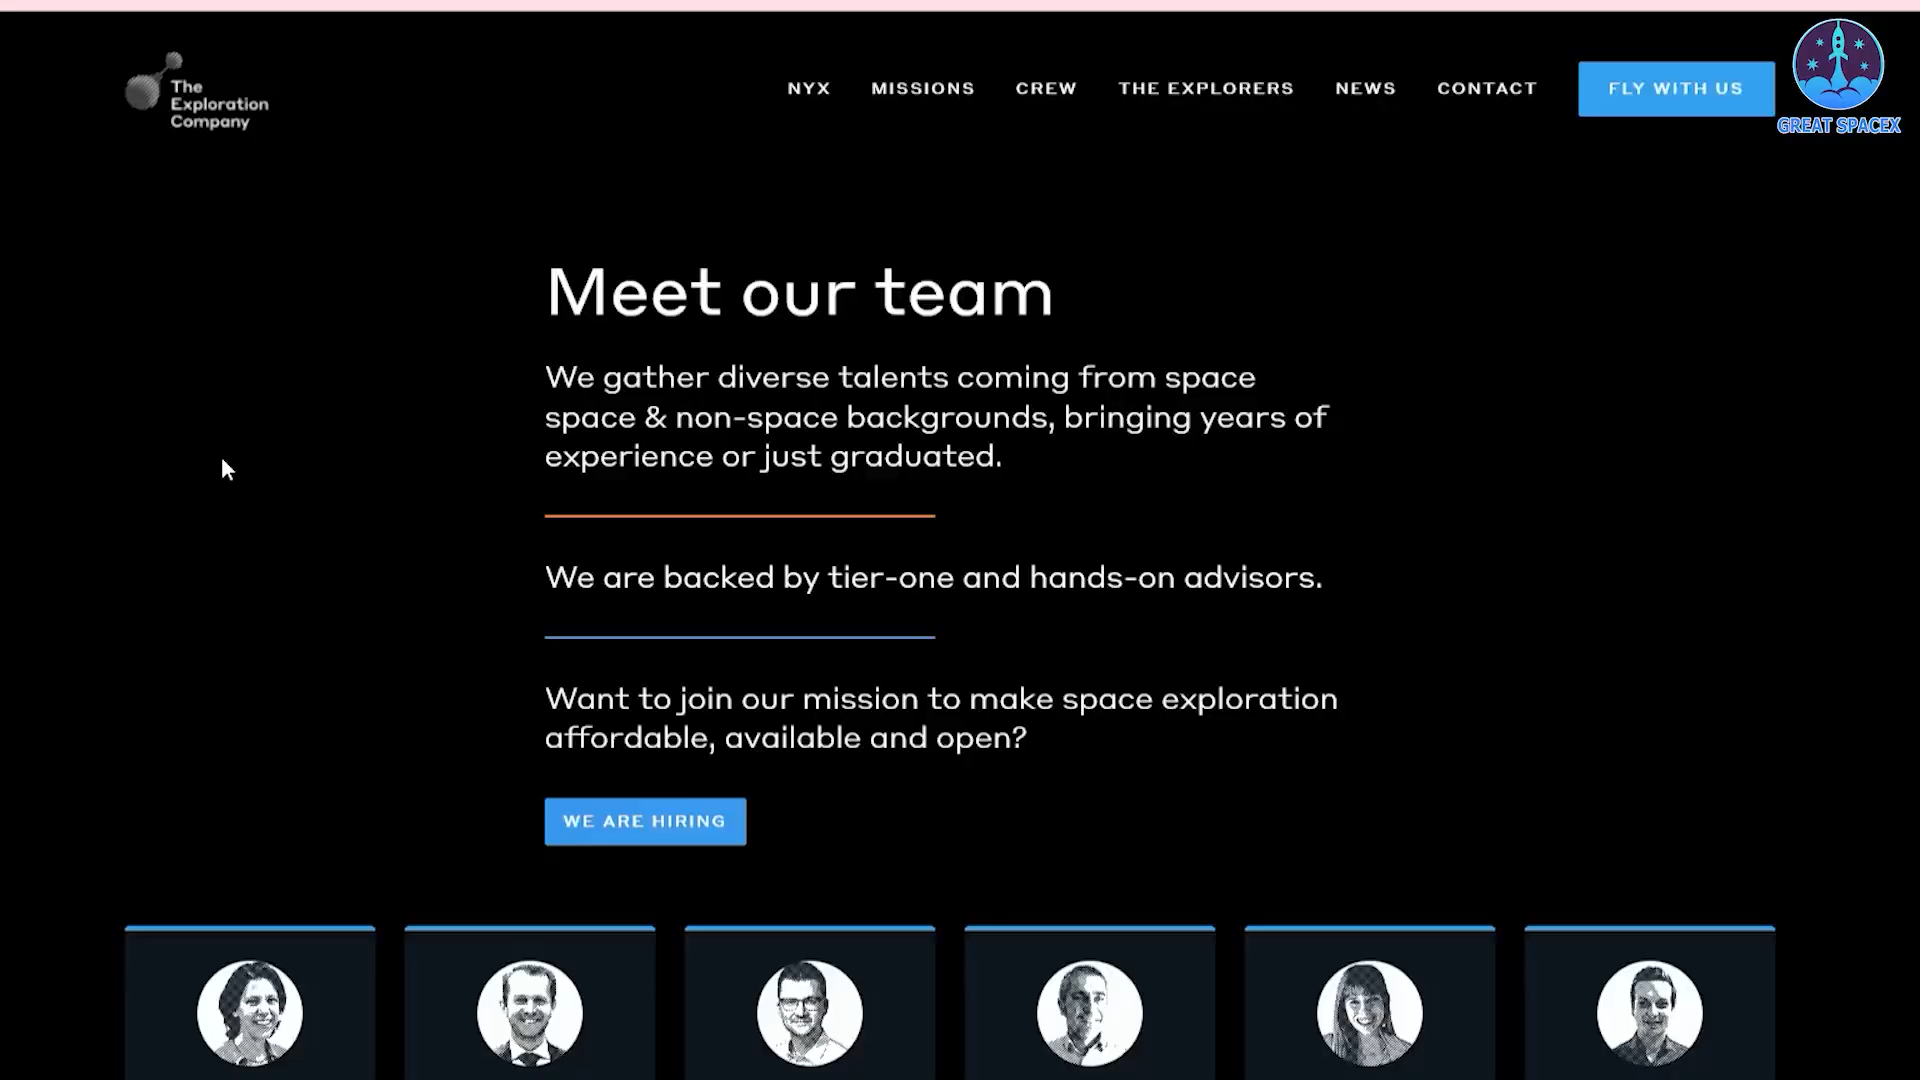 The
Exploration
Company
NYX
MISSIONS
CREW
THE EXPLORERS
NEWS
CONTACT
FLY WITH US
GREAT SPACEX
Meet our team
We gather diverse talents coming from space
space & non-space backgrounds, bringing years of
experience or just graduated.
We are backed by tier-one and hands-on advisors.
Want to join our mission to make space exploration
affordable, available and open?
WE ARE HIRING